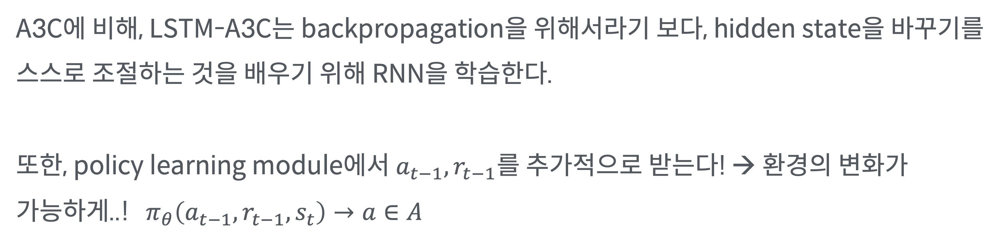 A3C에 비해, LSTM-A3C는 backpropagation을 위해서라기 보다, hidden state을 바꾸기를
스스로 조절하는 것을 배우기 위해 RNN을 학습한다.
또한, policy learning module에서 $a_{t-1}, r_{t-1}$를 추가적으로 받는다! → 환경의 변화가
가능하게..! $\pi_\theta(a_{t-1}, r_{t-1}, s_t) \rightarrow a \in A$